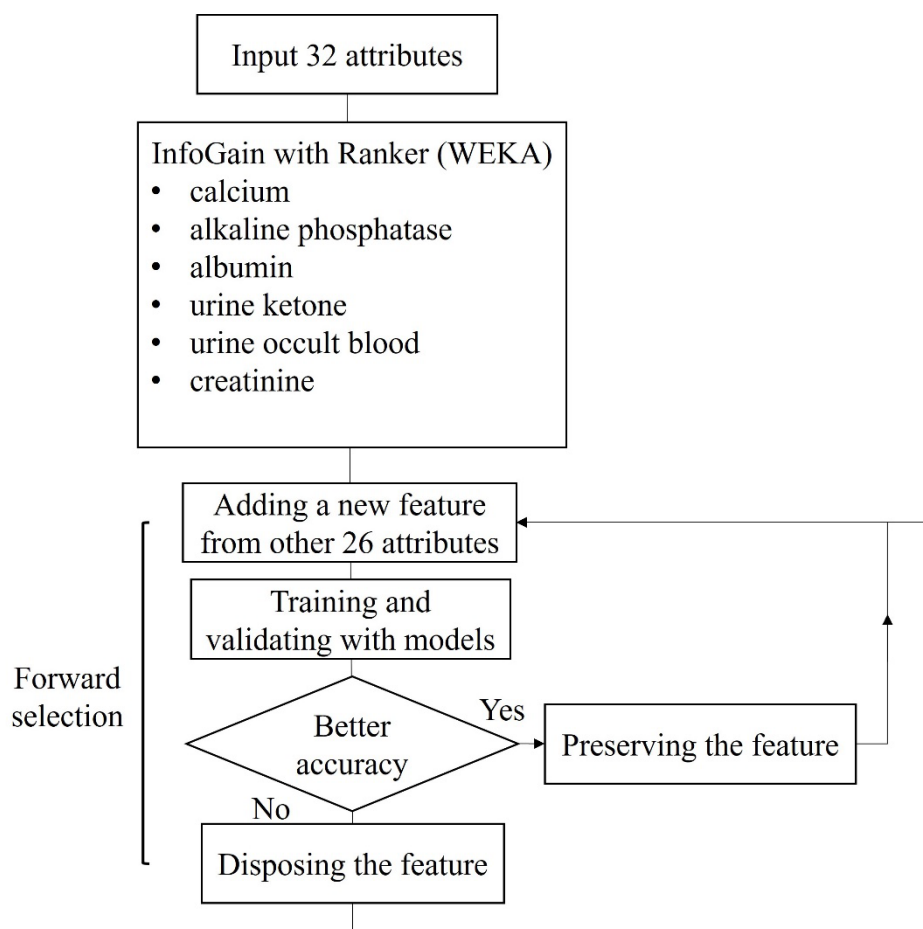 Input 32 attributes
InfoGain with Ranker (WEKA)
• calcium
• alkaline phosphatase
• albumin
• urine ketone
• urine occult blood
• creatinine
Adding a new feature
from other 26 attributes
Training and
validating with models
Forward
selection
Better
accuracy
Yes
Preserving the feature
No
Disposing the feature